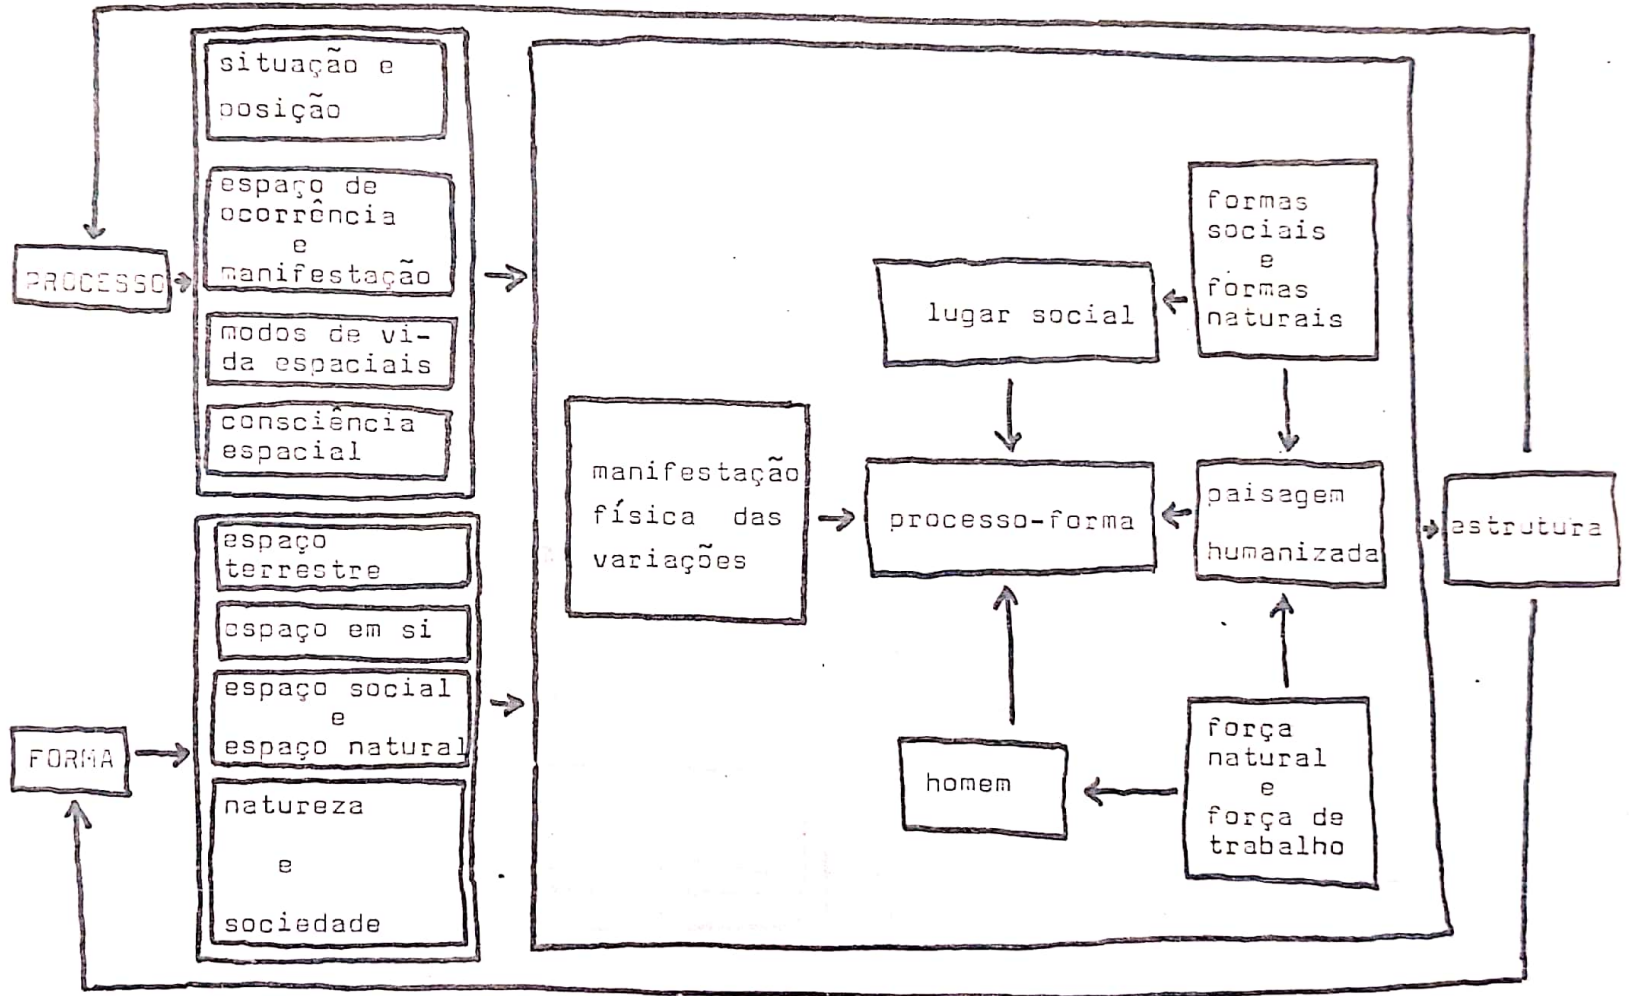 situação e
posição
espaço de
ocorrência
e
manifestação
modos de vi-
da espaciais
consciência
espacial
PROCESSO
espaço
terrestre
espaço em si
espaço social
e
espaço natural
natureza
e
sociedade
FORMA
manifestação
física das
variações
lugar social
processo-forma
homem
formas
sociais
e
formas
naturais
paisagem
humanizada
força
natural
e
força de
trabalho
estrutura